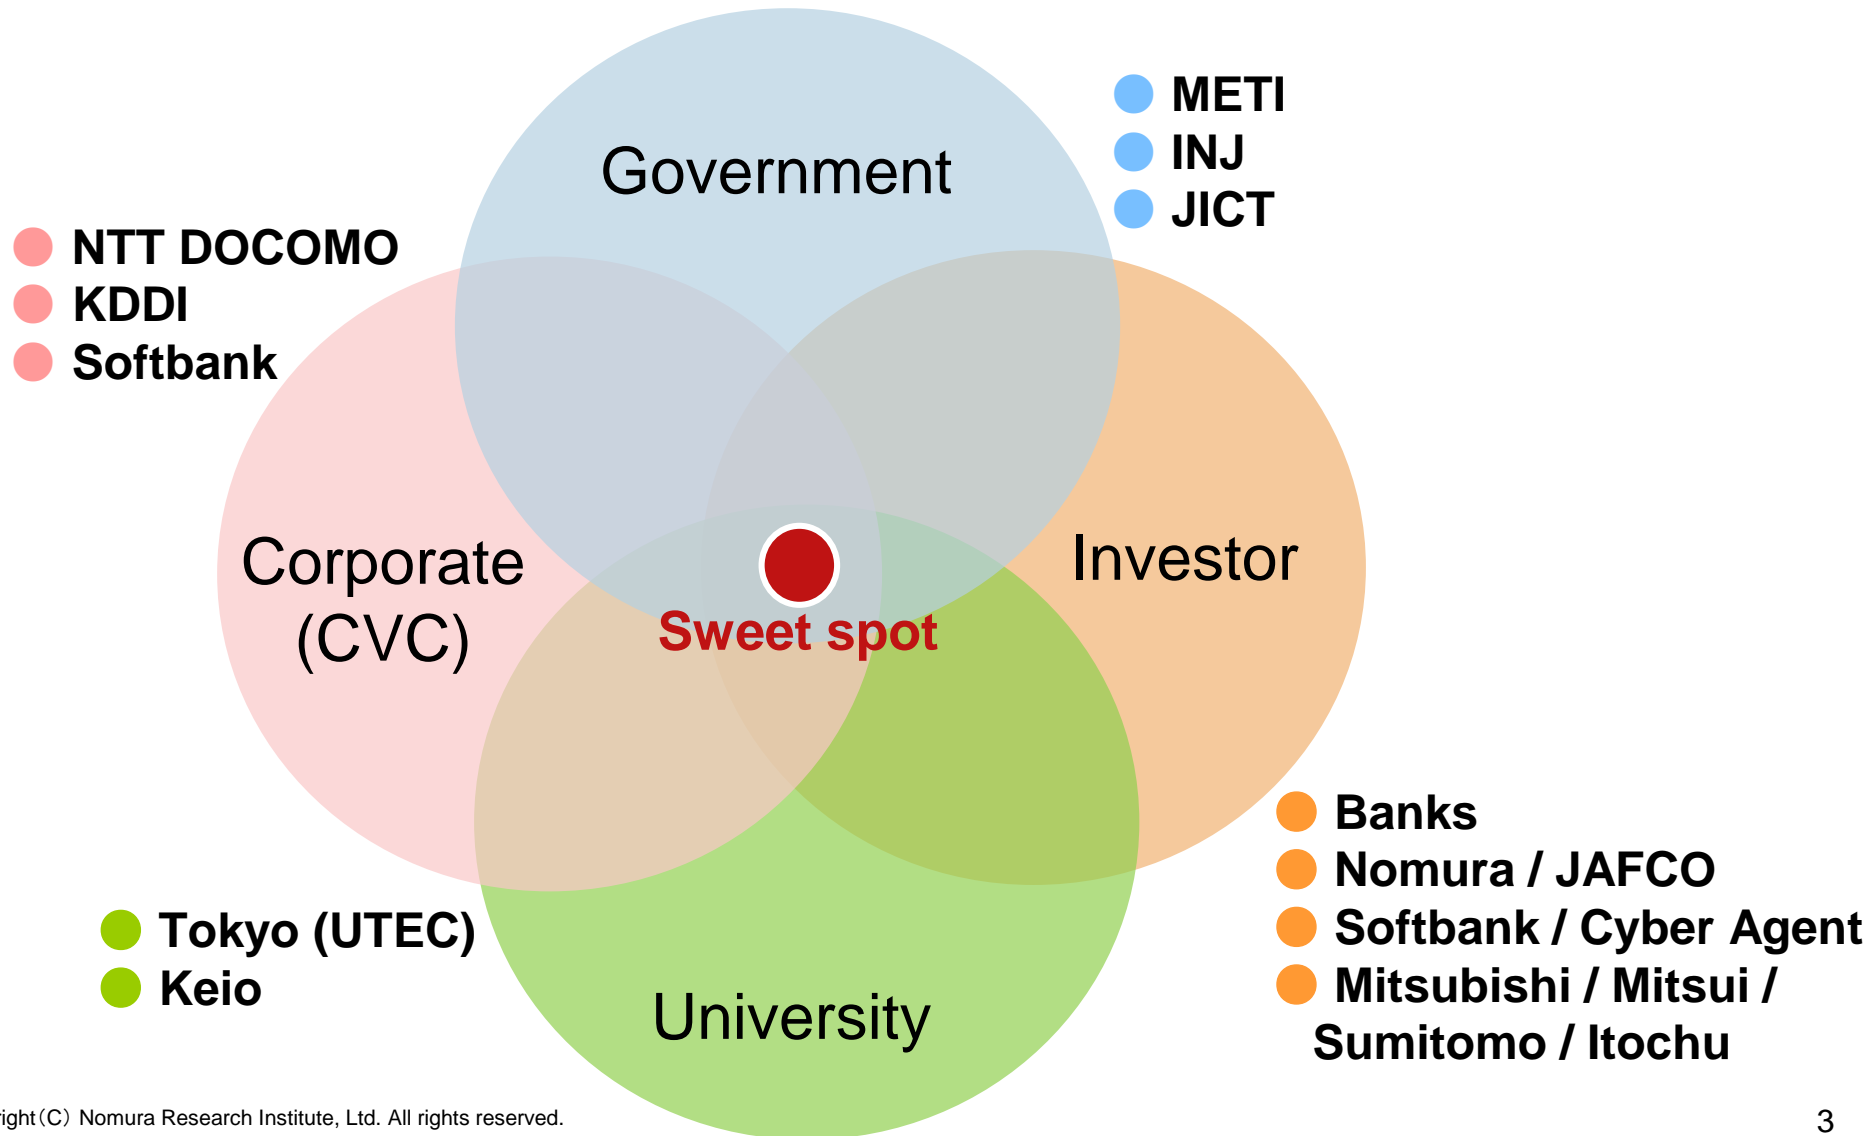 Government
METI
INJ
JICT
NTT DOCOMO
KDDI
Softbank
Corporate
(CVC)
Investor
Sweet spot
Banks
Nomura / JAFCO
Softbank / Cyber Agent
Mitsubishi / Mitsui /
Sumitomo / Itochu
Tokyo (UTEC)
Keio
University
right(C) Nomura Research Institute, Ltd. All rights reserved.
3